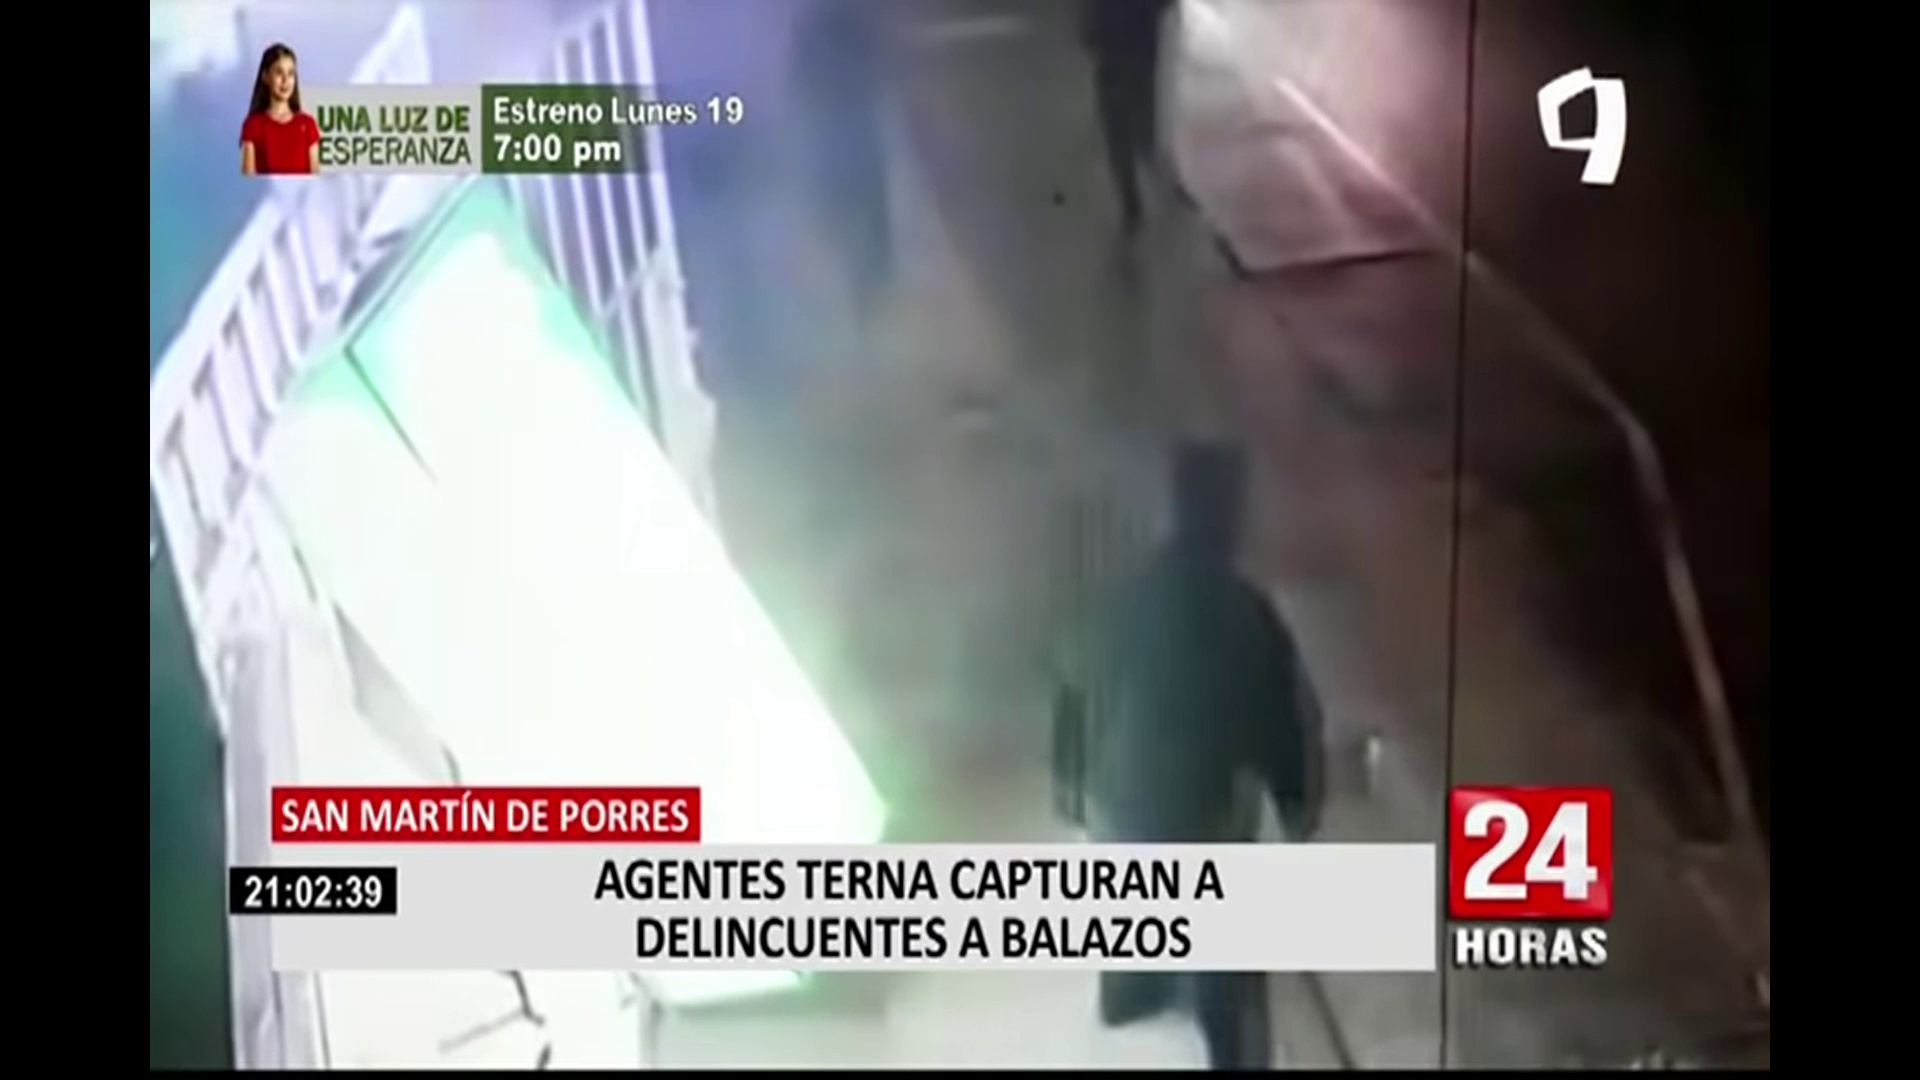 UNA LUZ DE
ESPERANZA
Estreno Lunes 19
7:00 pm
SAN MARTÍN DE PORRES
21:02:39
AGENTES TERNA CAPTURAN A
DELINCUENTES A BALAZOS
24
HORAS